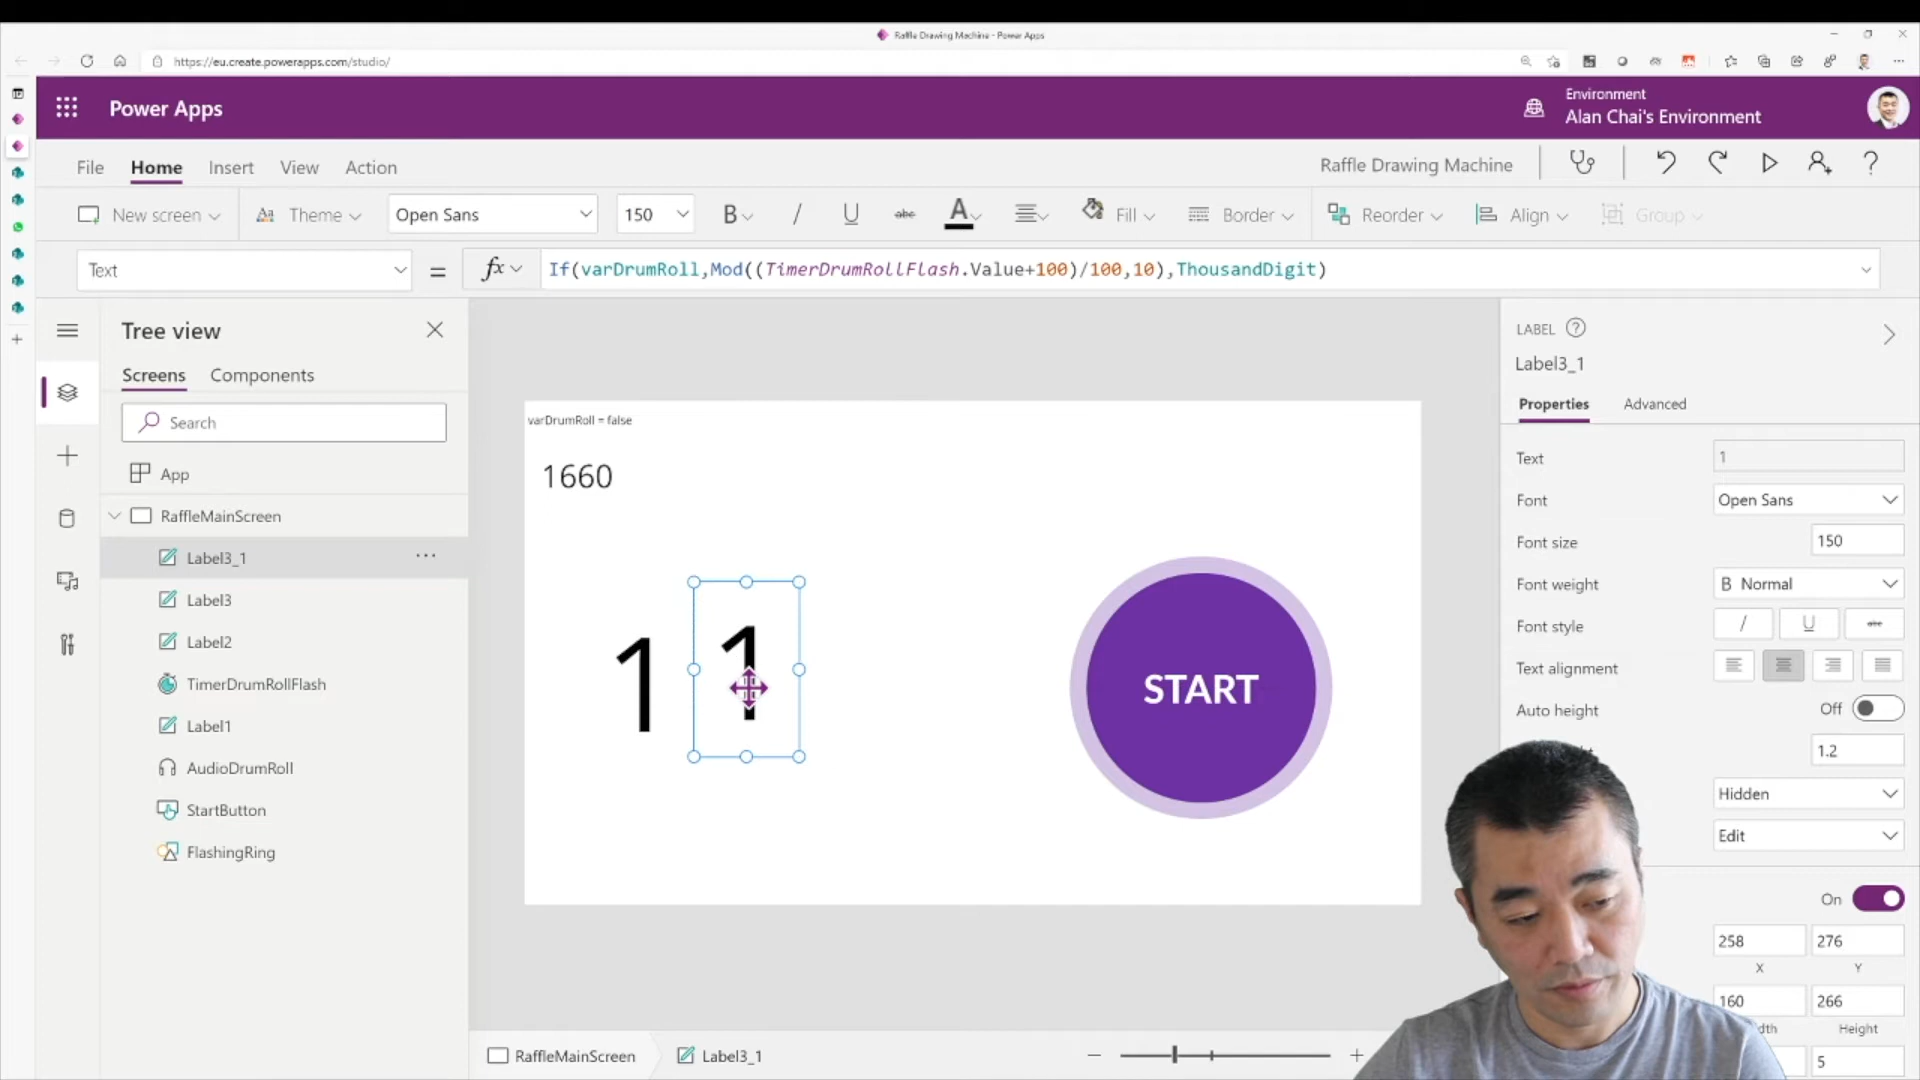 Raffle Drawing Machine - Power Apps
https://eu.create.powerapps.com/studio/
Power Apps
Environment
Alan Chai's Environment
File Home Insert View Action
Raffle Drawing Machine
New screen Theme Open Sans 150 B / U abc A Fill Border Reorder Align Group
Text = fx If(varDrumRoll,Mod((TimerDrumRollFlash.Value+100)/100,10),ThousandDigit)
Tree view
Screens Components
Search
App
RaffleMainScreen
Label3_1
Label3
Label2
TimerDrumRollFlash
Label1
AudioDrumRoll
StartButton
FlashingRing
varDrumRoll = false
1660
1 1
START
LABEL
Label3_1
Properties Advanced
Text 1
Font Open Sans
Font size 150
Font weight B Normal
Font style / U abc
Text alignment
Auto height Off
1.2
Hidden
Edit
On
258 276
X Y
160 266
Height
5
RaffleMainScreen Label3_1